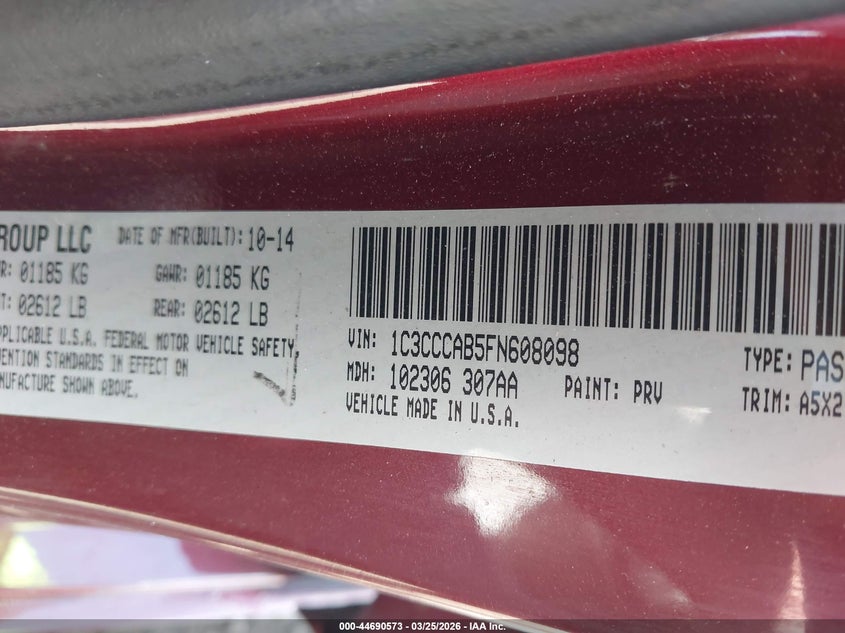 ROUP LLC DATE OF MFR(BUILT): 10-14
R: 01185 KG GAWR: 01185 KG
T: 02612 LB REAR: 02612 LB
PPLICABLE U.S.A. FEDERAL MOTOR VEHICLE SAFETY,
VENTION STANDARDS IN EFFECT ON
NUFACTURE SHOWN ABOVE.
VIN: 1C3CCCAB5FN608098 TYPE: PAS
MDH: 102306 307AA PAINT: PRV TRIM: A5X2
VEHICLE MADE IN U.S.A.
000-44690573 — 03/25/2026 — IAA Inc.